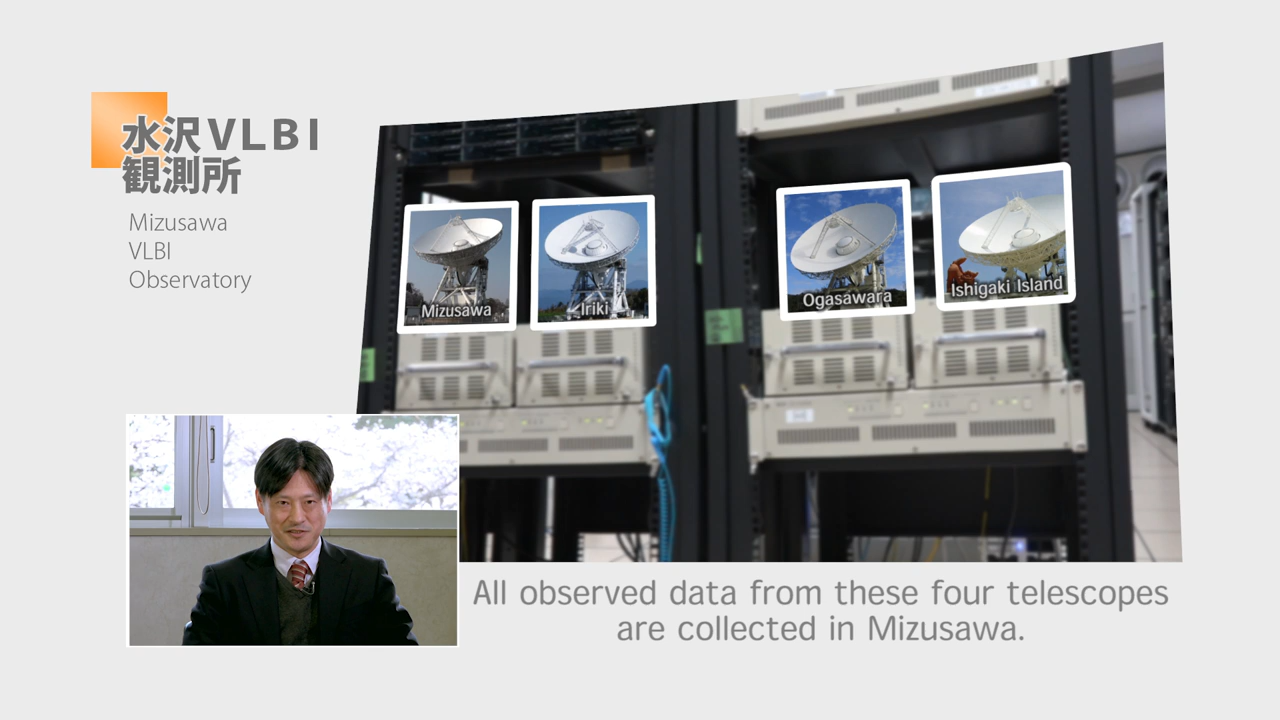 水沢VLBI
観測所
Mizusawa
VLBI
Observatory
Mizusawa
Iriki
Ogasawara
Ishigaki Island
All observed data from these four telescopes
are collected in Mizusawa.